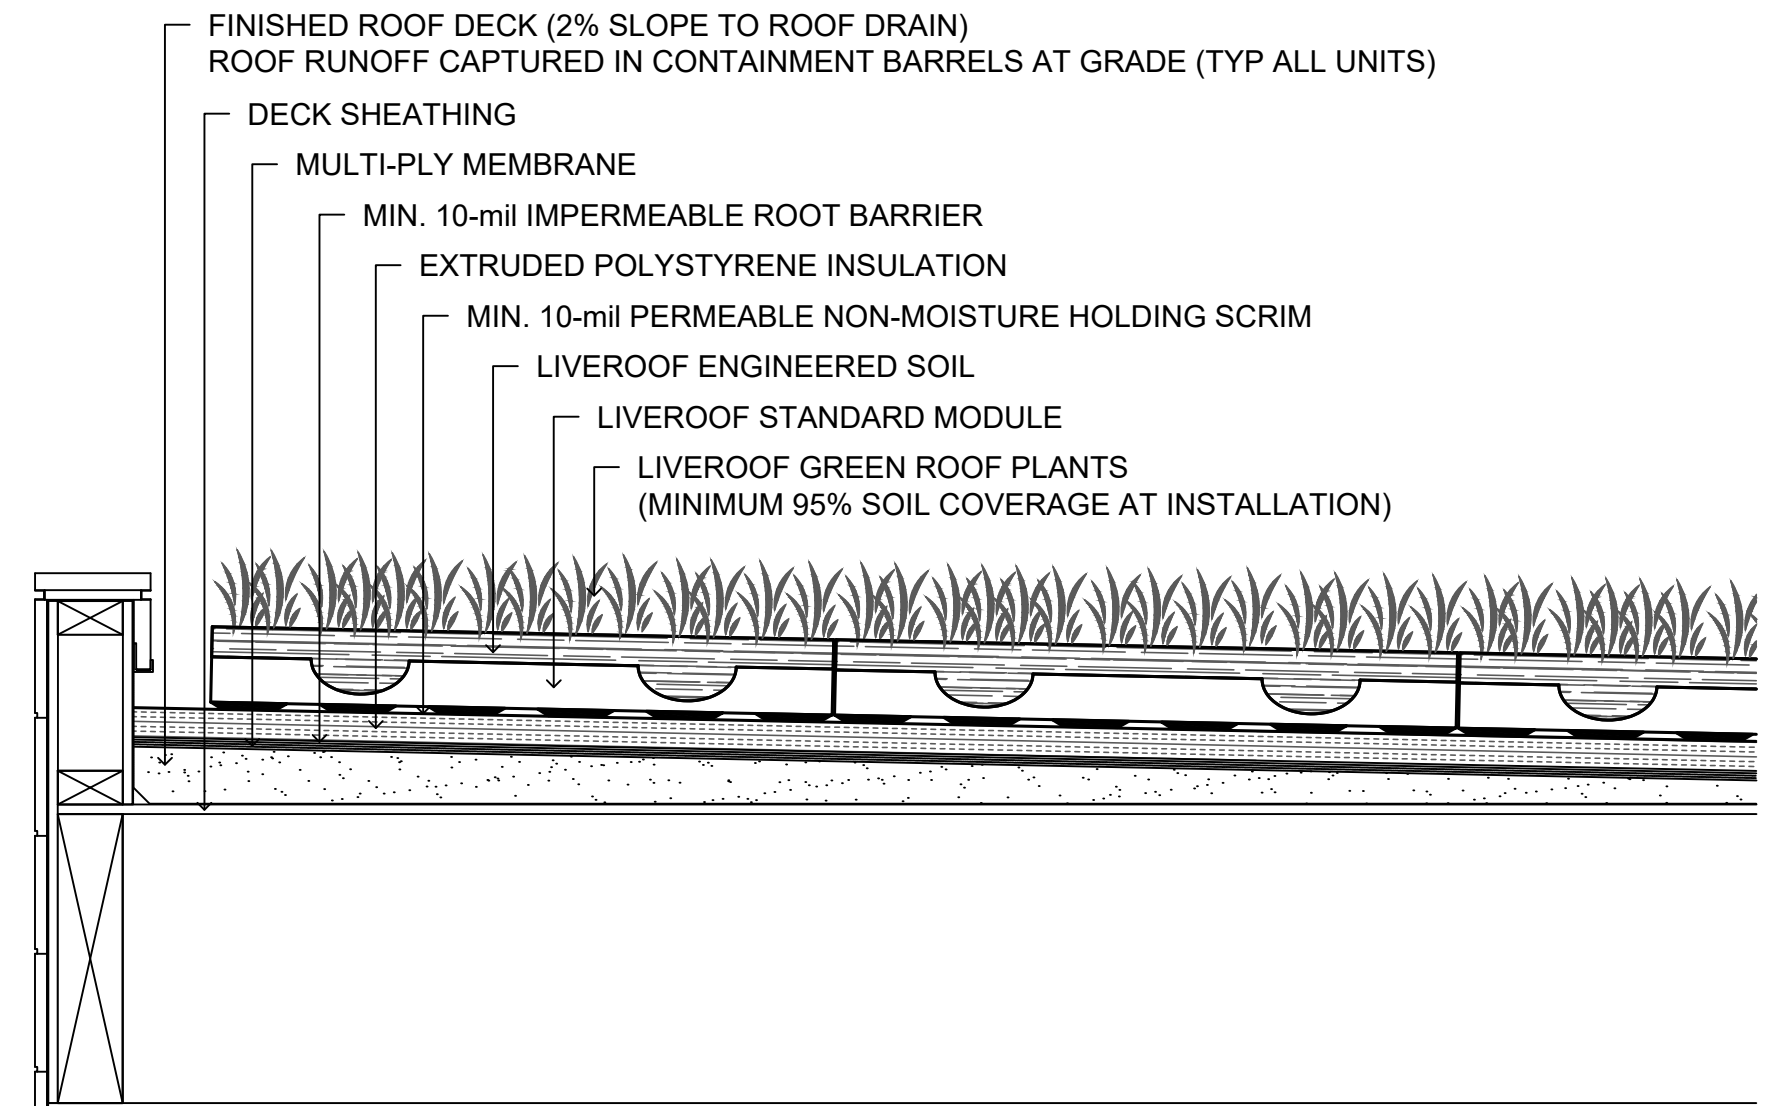 FINISHED ROOF DECK (2% SLOPE TO ROOF DRAIN)
ROOF RUNOFF CAPTURED IN CONTAINMENT BARRELS AT GRADE (TYP ALL UNITS)
DECK SHEATHING
MULTI-PLY MEMBRANE
MIN. 10-mil IMPERMEABLE ROOT BARRIER
EXTRUDED POLYSTYRENE INSULATION
MIN. 10-mil PERMEABLE NON-MOISTURE HOLDING SCRIM
LIVEROOF ENGINEERED SOIL
LIVEROOF STANDARD MODULE
LIVEROOF GREEN ROOF PLANTS
(MINIMUM 95% SOIL COVERAGE AT INSTALLATION)